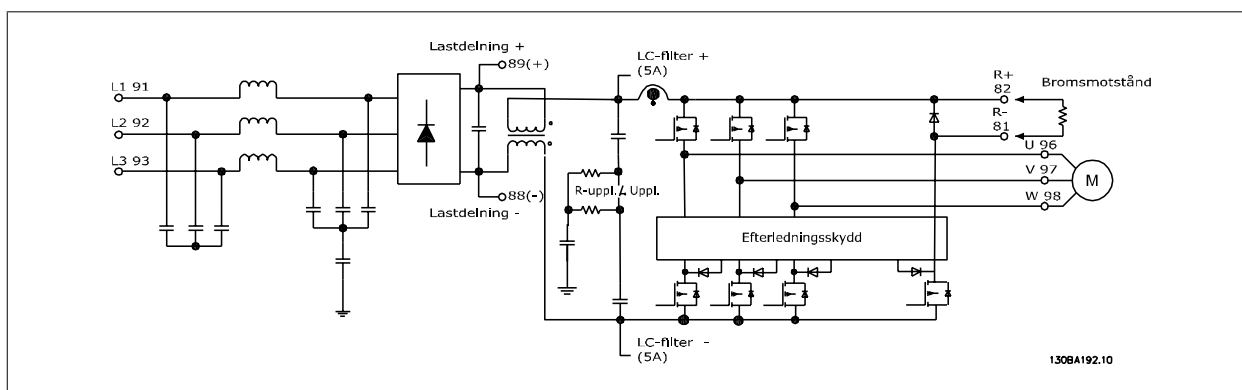 Lastdelning +
89(+)
LC-filter +
(5A)
L1 91
L2 92
L3 93
R+
82
Bromsmotstånd
R-
81
U 96
V 97
W 98
M
R-uppl.
Uppl.
88(-)
Lastdelning -
Efterledningsskydd
LC-filter -
(5A)
130BA192.10